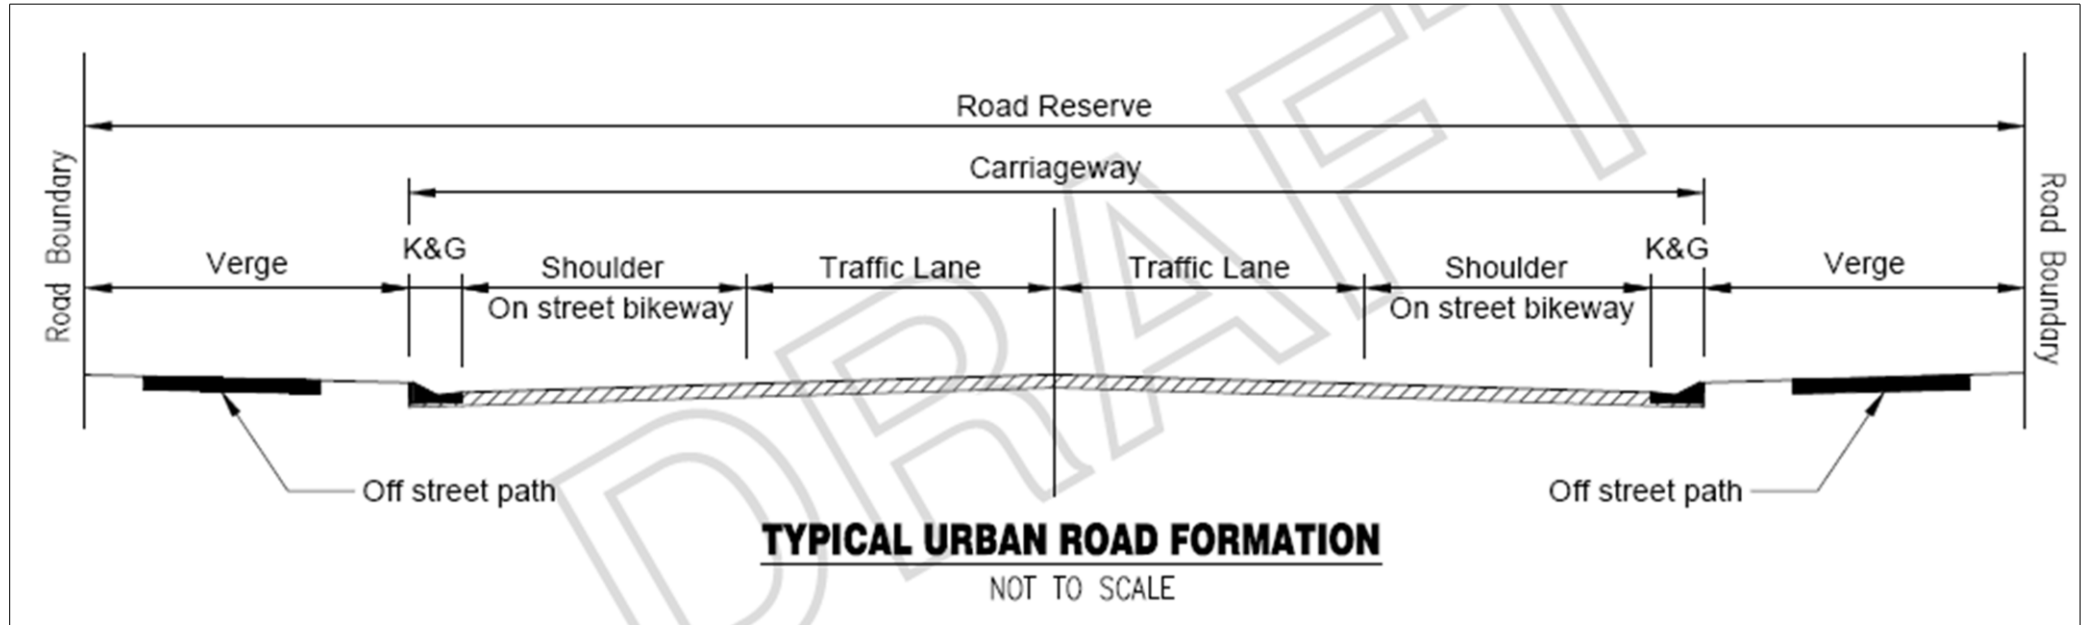 Road Reserve
Carriageway
Road Boundary
Verge
K&G
Shoulder
On street bikeway
Traffic Lane
Traffic Lane
Shoulder
On street bikeway
K&G
Verge
Road Boundary
Off street path
Off street path
DRAFT
TYPICAL URBAN ROAD FORMATION
NOT TO SCALE